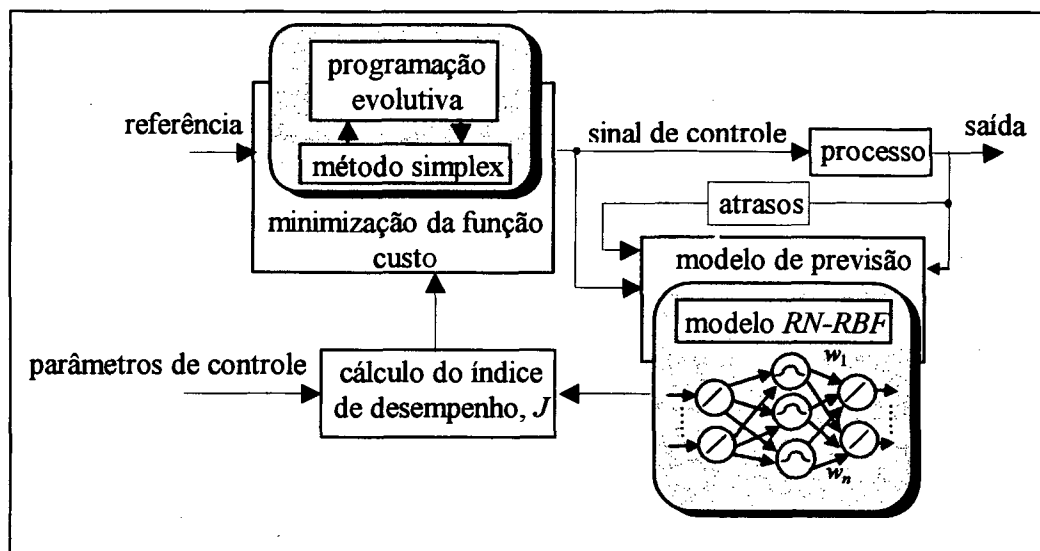 programação
evolutiva
referência
método simplex
sinal de controle
saída
processo
atrasos
minimização da função
custo
modelo de previsão
modelo RN-RBF
w1
parâmetros de controle
cálculo do índice
de desempenho, J
wn